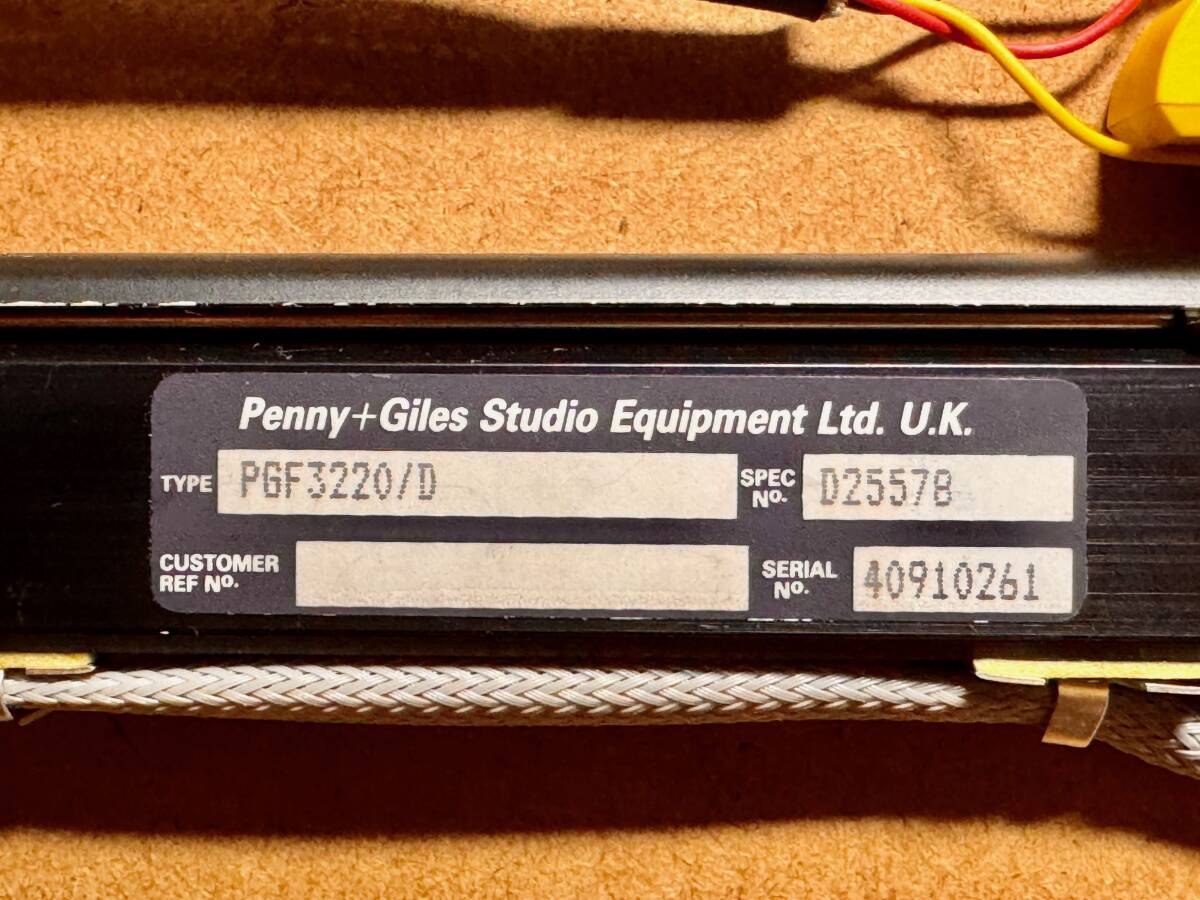 Penny+Giles Studio Equipment Ltd. U.K.
TYPE PGF3220/D SPEC No. D25578
CUSTOMER REF No. SERIAL No. 40910261